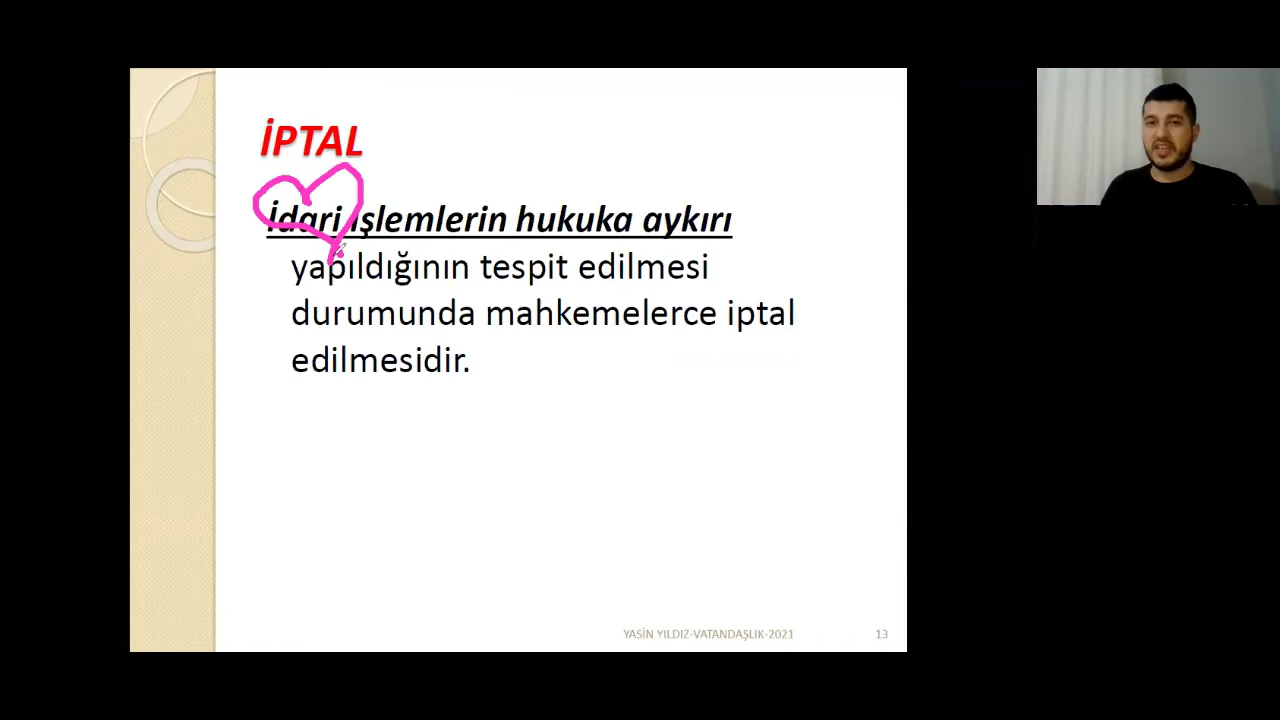 İPTAL
İdari işlemlerin hukuka aykırı
yapıldığının tespit edilmesi
durumunda mahkemelerce iptal
edilmesidir.
YASİN YILDIZ-VATANDAŞLIK-2021 13